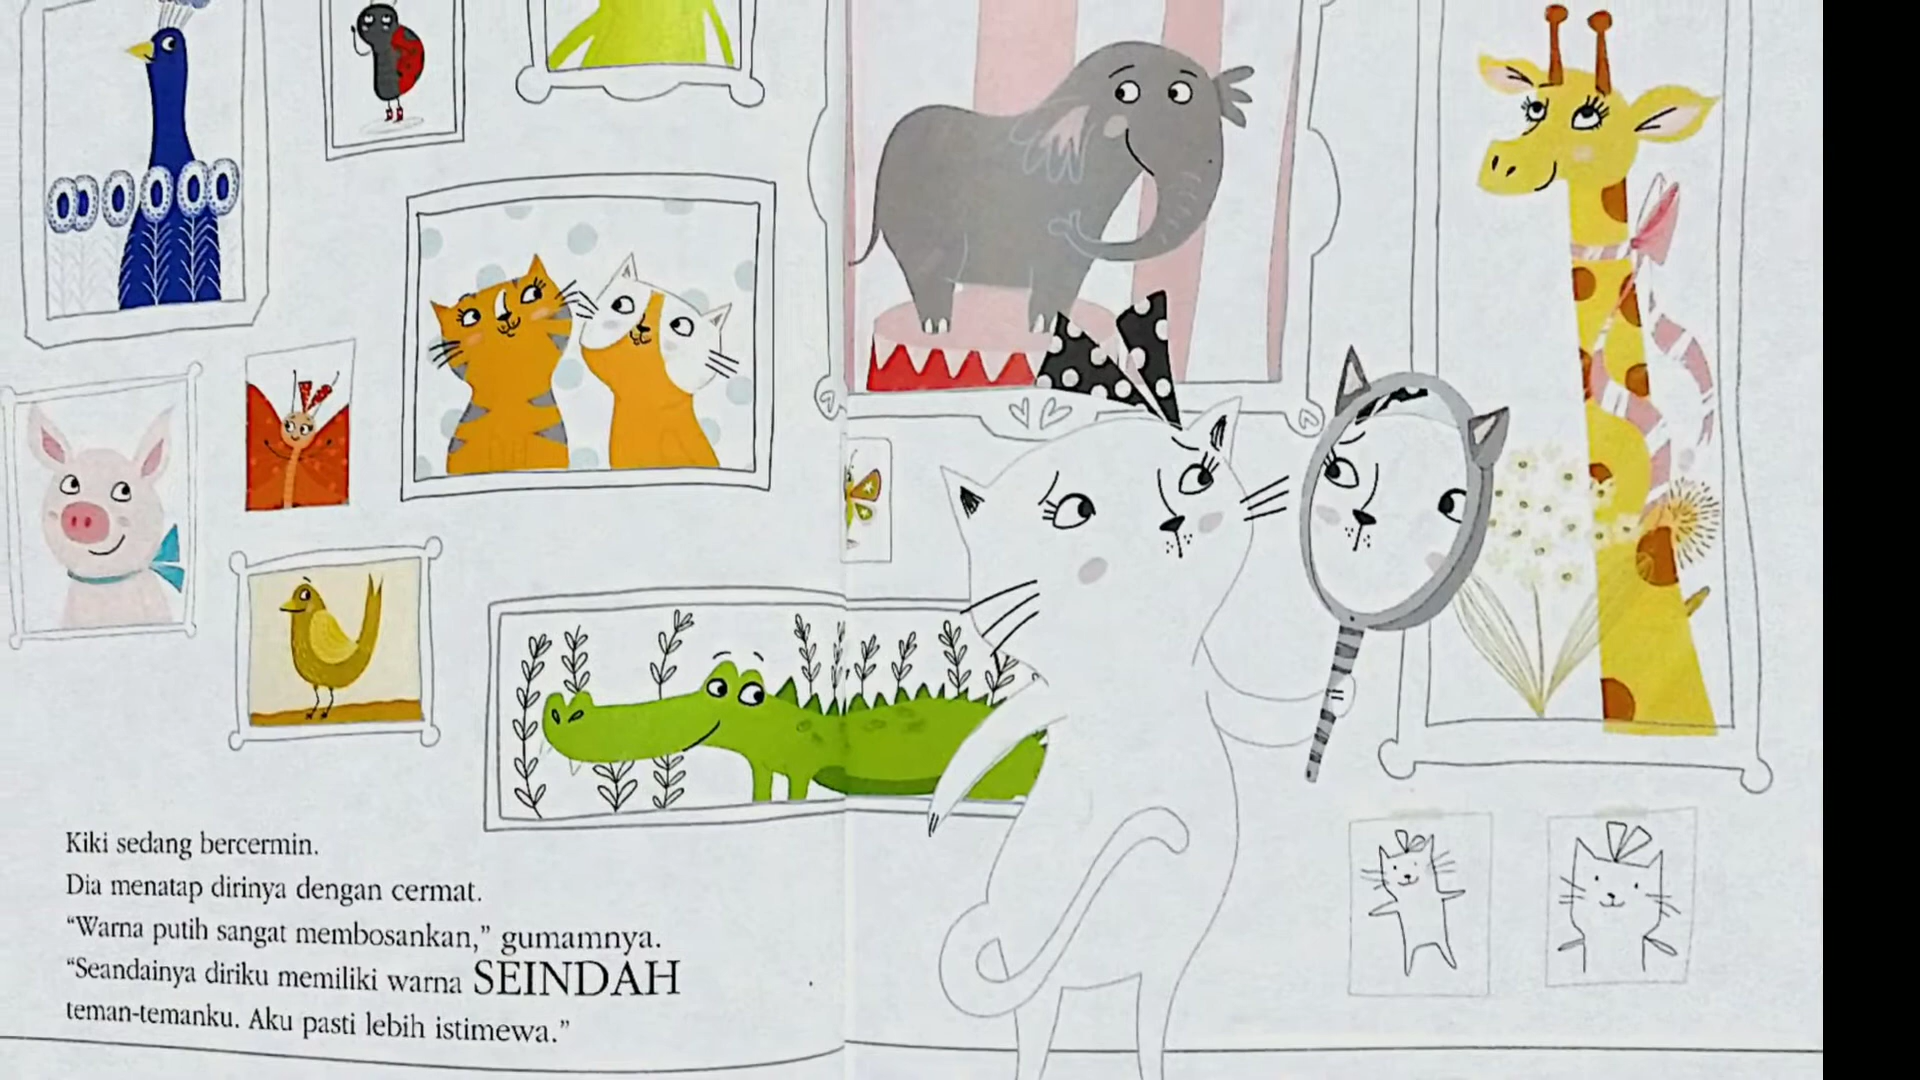 Kiki sedang bercermin.
Dia menatap dirinya dengan cermat.
“Warna putih sangat membosankan,” gumamnya.
“Seandainya diriku memiliki warna SEINDAH
teman-temanku. Aku pasti lebih istimewa.”